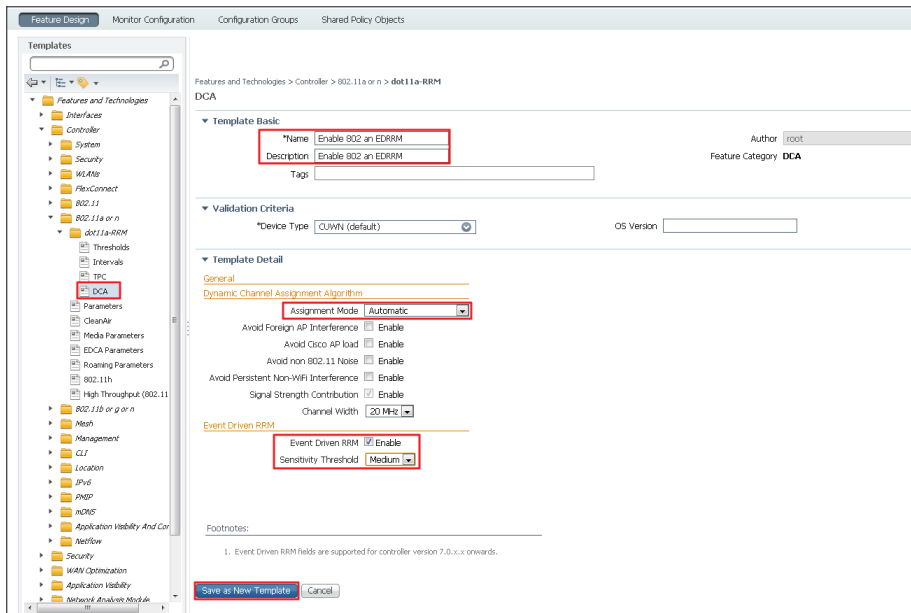 Feature Design Monitor Configuration Configuration Groups Shared Policy Objects
Templates
Features and Technologies
Interfaces
Controller
System
Security
WLANs
FlexConnect
802.11
802.11a or n
dot11a-RRM
Thresholds
Intervals
TPC
DCA
Parameters
CleanAir
Media Parameters
EDCA Parameters
Roaming Parameters
802.11h
High Throughput (802.11
802.11b or g or n
Mesh
Management
CLI
Location
IPv6
PMIP
mDNS
Application Visibility And Cor
Netflow
Security
WAN Optimization
Application Visibility
Network Analysis Module
Features and Technologies > Controller > 802.11a or n > dot11a-RRM
DCA
Template Basic
*Name Enable 802 an EDRRM Author root
Description Enable 802 an EDRRM Feature Category DCA
Tags
Validation Criteria
*Device Type CUWN (default) OS Version
Template Detail
General
Dynamic Channel Assignment Algorithm
Assignment Mode Automatic
Avoid Foreign AP Interference Enable
Avoid Cisco AP load Enable
Avoid non 802.11 Noise Enable
Avoid Persistent Non-WiFi Interference Enable
Signal Strength Contribution Enable
Channel Width 20 MHz
Event Driven RRM
Event Driven RRM Enable
Sensitivity Threshold Medium
Footnotes:
1. Event Driven RRM fields are supported for controller version 7.0.x.x onwards.
Save as New Template Cancel